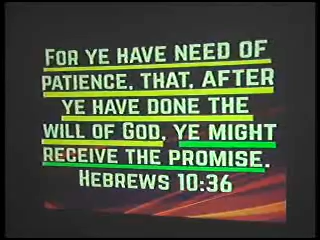 FOR YE HAVE NEED OF
PATIENCE, THAT, AFTER
YE HAVE DONE THE
WILL OF GOD, YE MIGHT
RECEIVE THE PROMISE.
HEBREWS 10:36